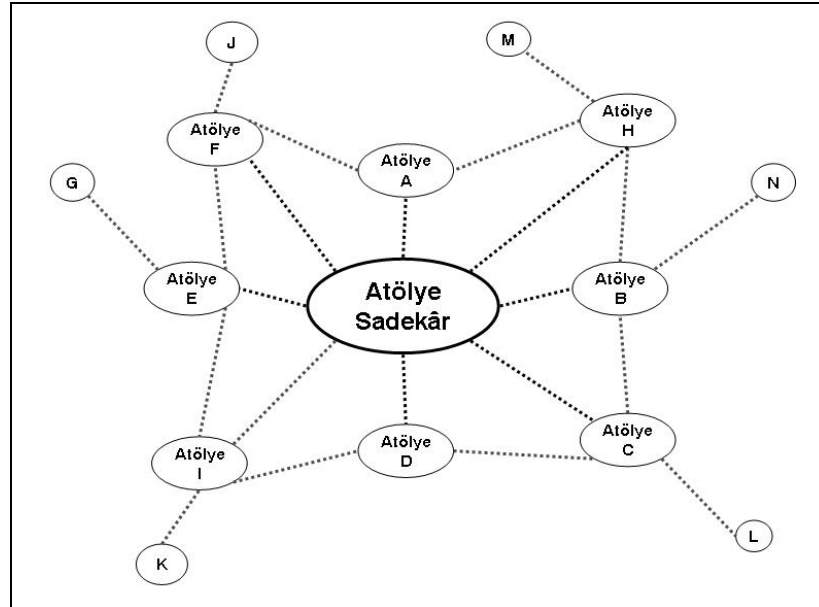 J
M
Atölye
F
Atölye
H
Atölye
A
G
N
Atölye
E
Atölye
Sadekâr
Atölye
B
Atölye
I
Atölye
D
Atölye
C
K
L